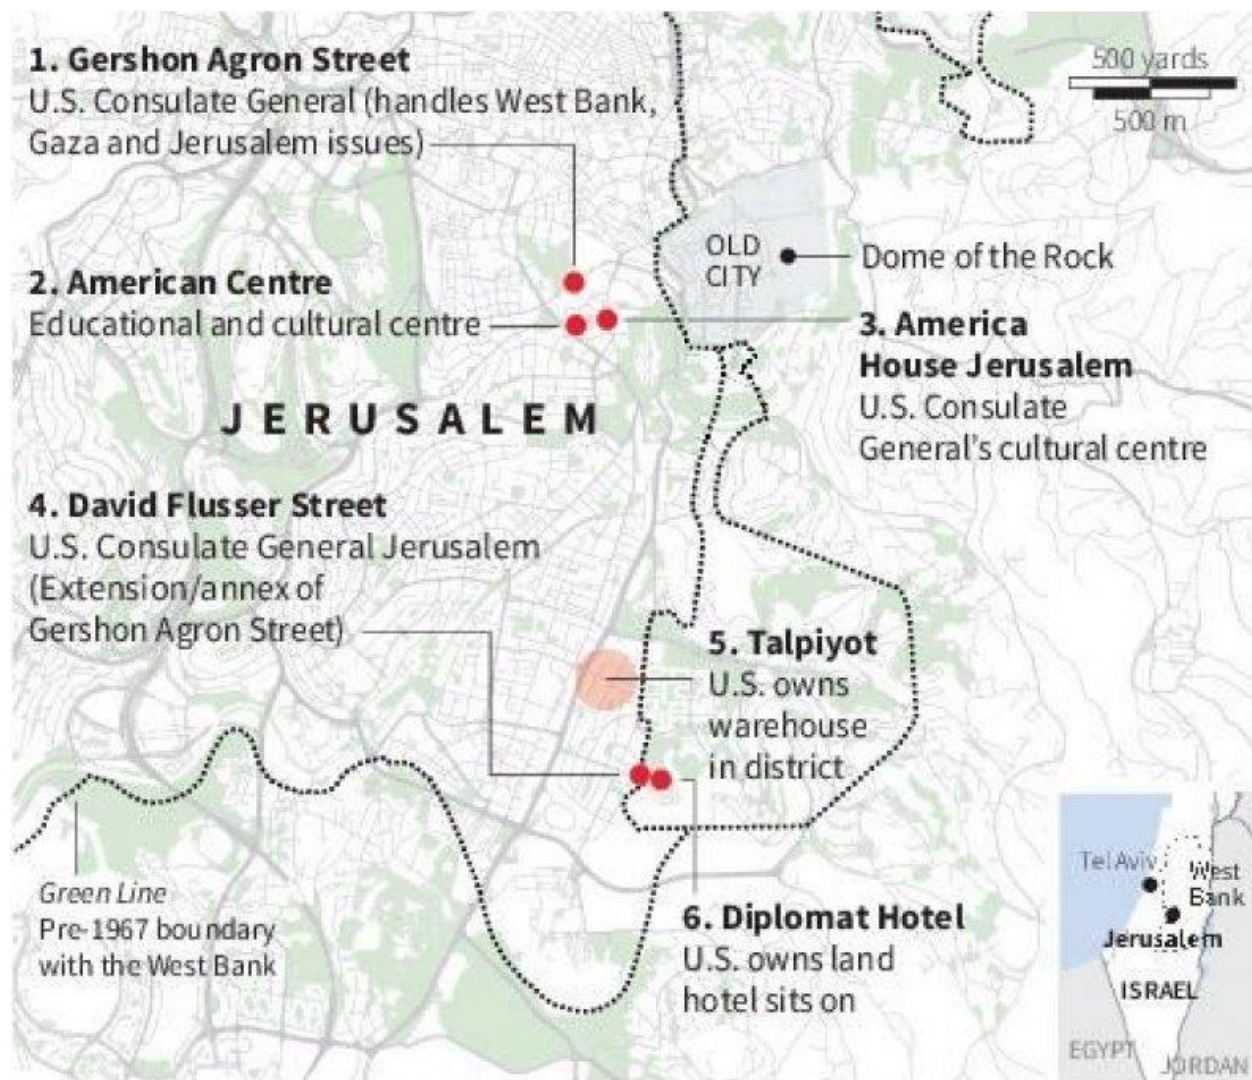 1. Gershon Agron Street
U.S. Consulate General (handles West Bank,
Gaza and Jerusalem issues)
500 yards
500 m
OLD
CITY
Dome of the Rock
2. American Centre
Educational and cultural centre
3. America
House Jerusalem
U.S. Consulate
General's cultural centre
JERUSALEM
4. David Flusser Street
U.S. Consulate General Jerusalem
(Extension/annex of
Gershon Agron Street)
5. Talpiyot
U.S. owns
warehouse
in district
Green Line
Pre-1967 boundary
with the West Bank
6. Diplomat Hotel
U.S. owns land
hotel sits on
Tel Aviv
West
Bank
Jerusalem
ISRAEL
EGYPT
JORDAN